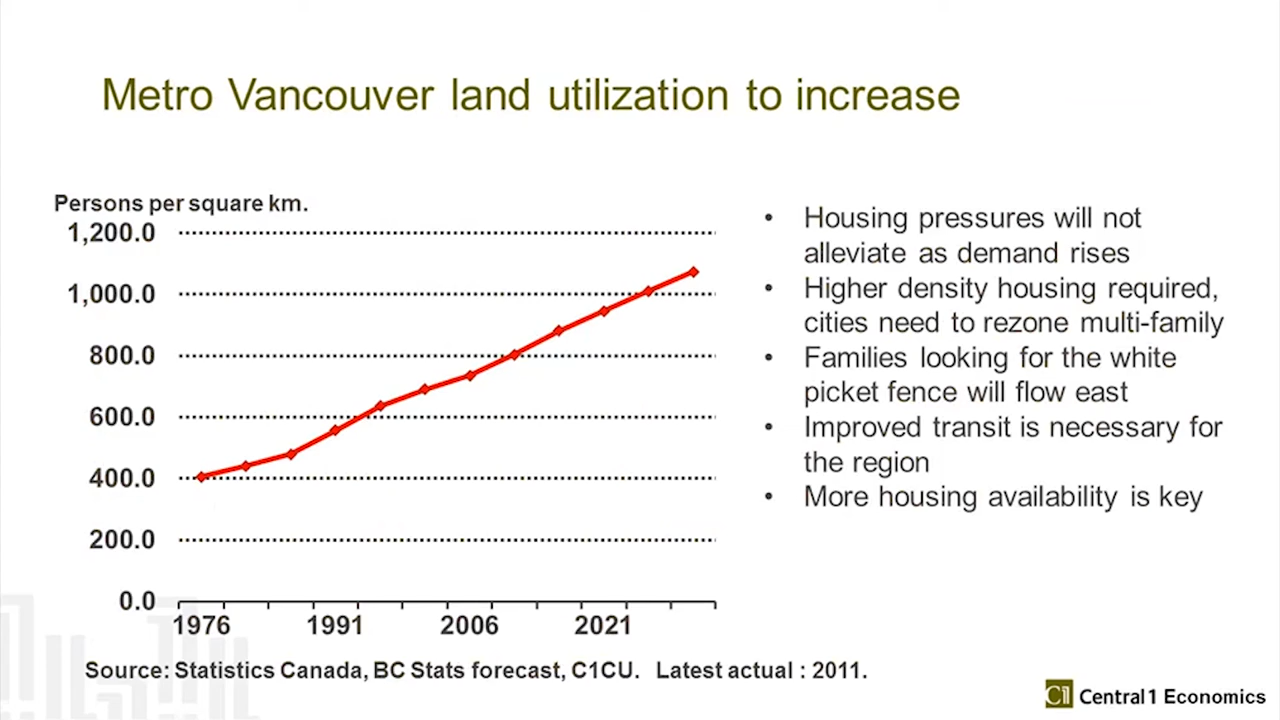 Metro Vancouver land utilization to increase
Persons per square km.
1,200.0
1,000.0
800.0
600.0
400.0
200.0
0.0
1976 1991 2006 2021
Source: Statistics Canada, BC Stats forecast, C1CU. Latest actual : 2011.
• Housing pressures will not
alleviate as demand rises
• Higher density housing required,
cities need to rezone multi-family
• Families looking for the white
picket fence will flow east
• Improved transit is necessary for
the region
• More housing availability is key
C1 Central1 Economics